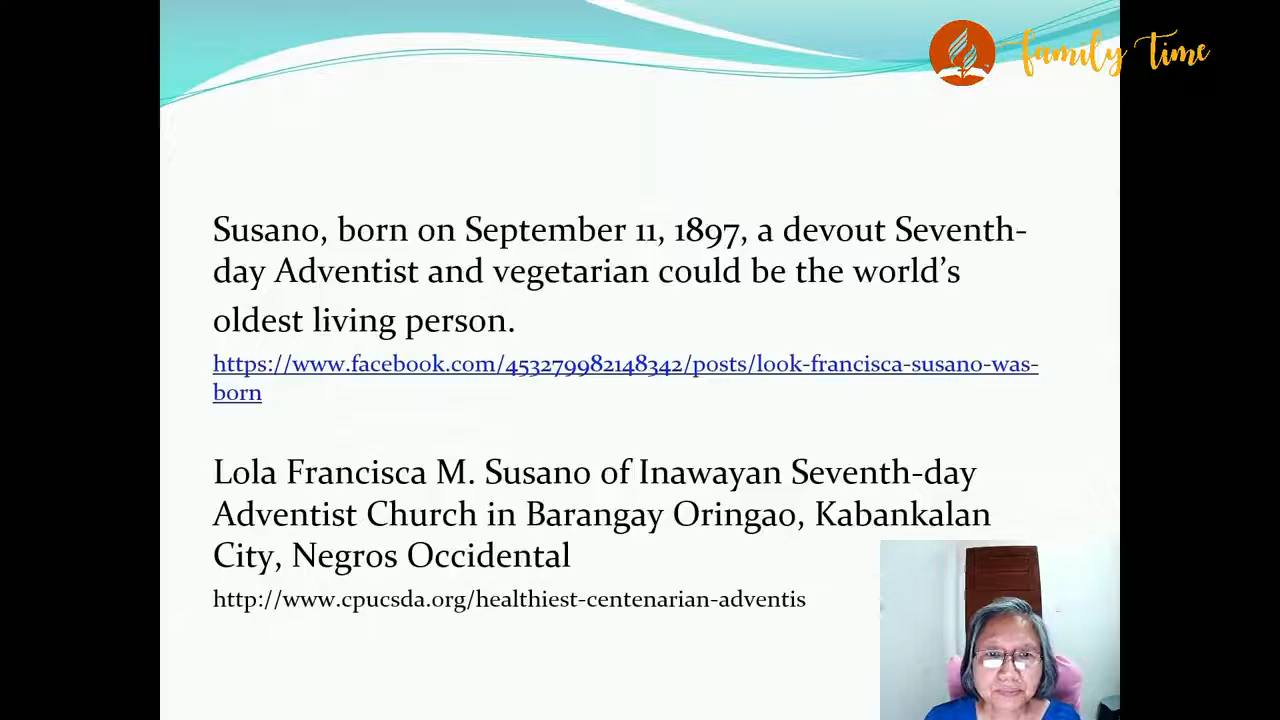 family Time
Susano, born on September 11, 1897, a devout Seventh-
day Adventist and vegetarian could be the world’s
oldest living person.
https://www.facebook.com/453279982148342/posts/look-francisca-susano-was-
born
Lola Francisca M. Susano of Inawayan Seventh-day
Adventist Church in Barangay Oringao, Kabankalan
City, Negros Occidental
http://www.cpucsda.org/healthiest-centenarian-adventis